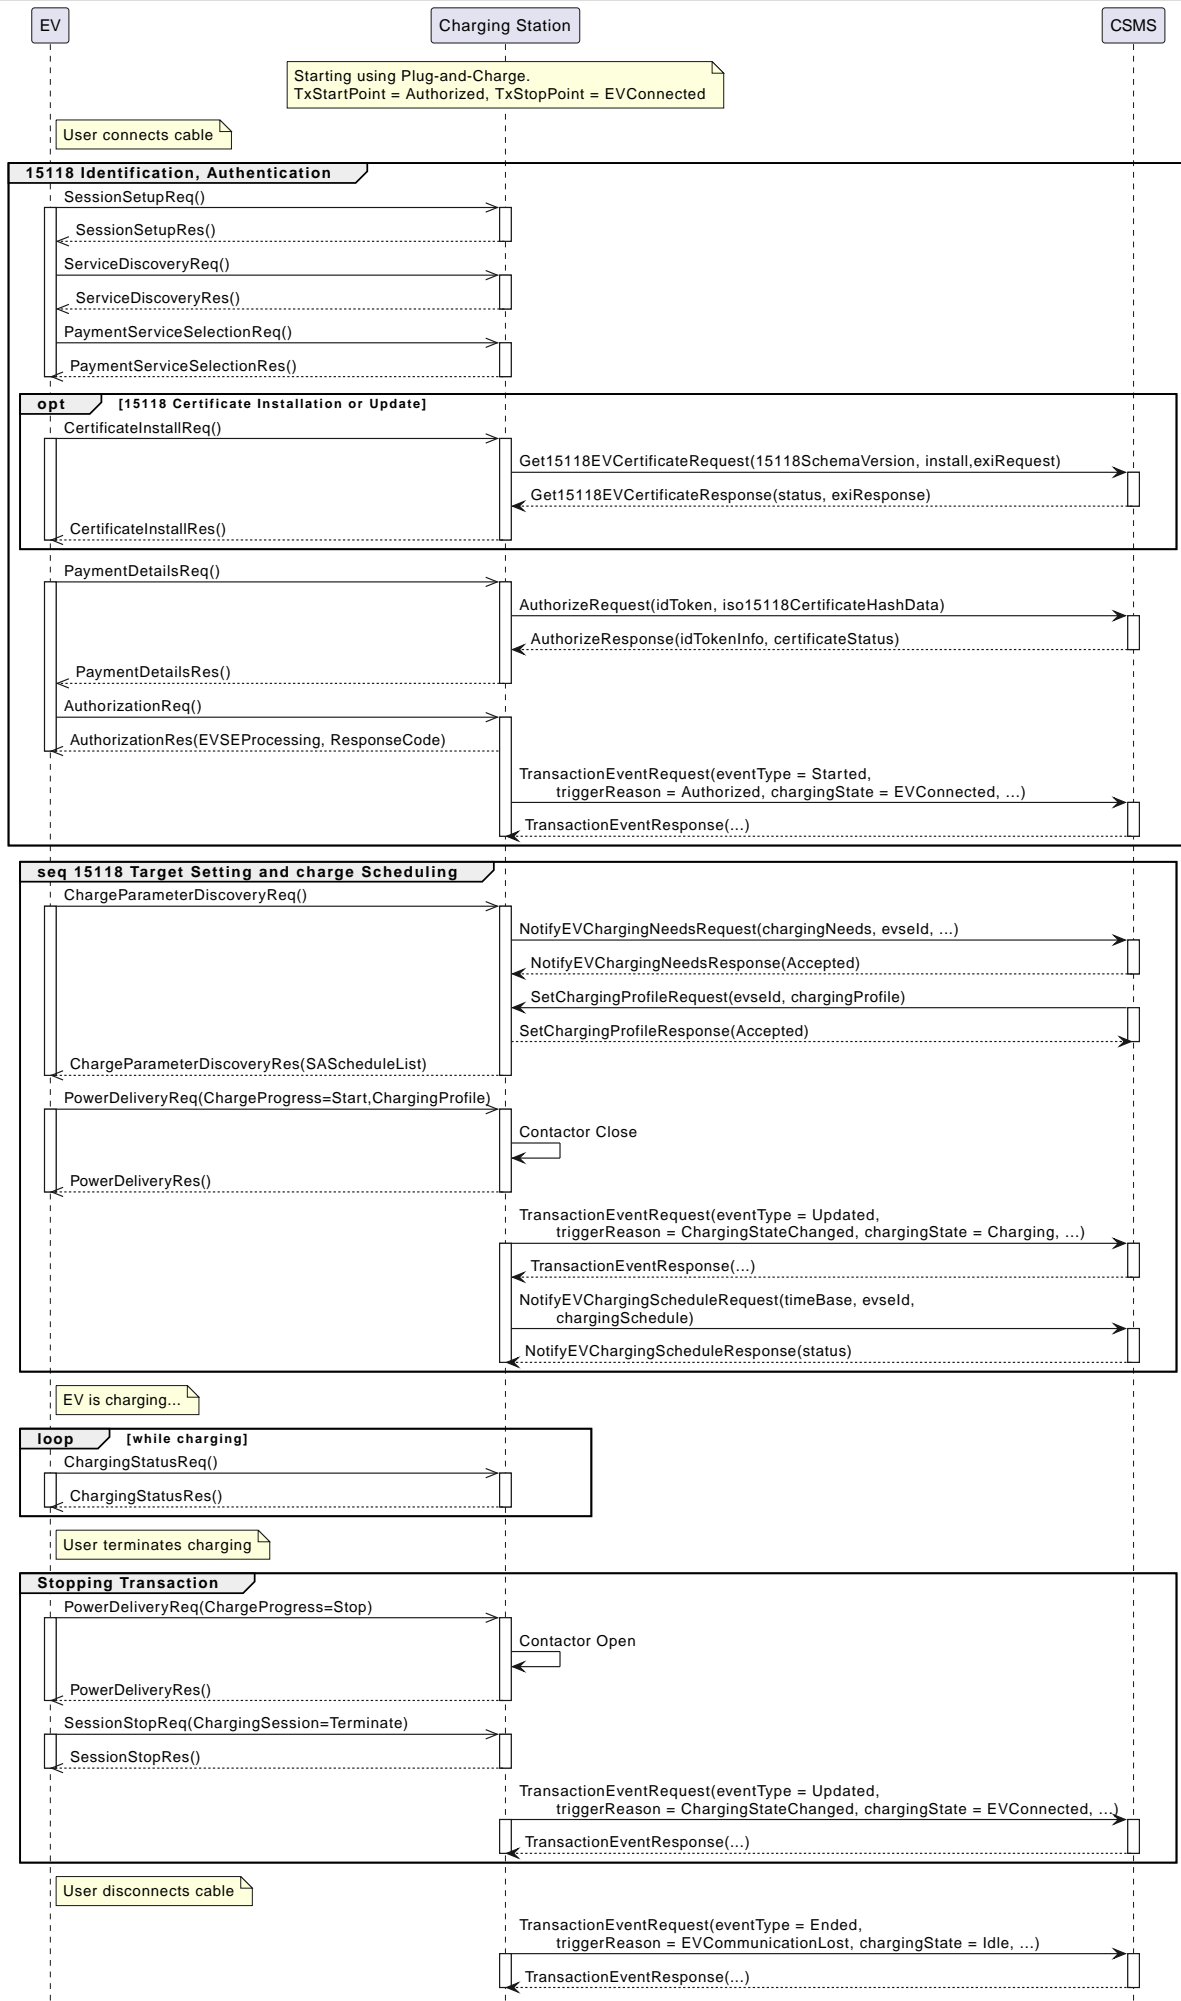 EV
Charging Station
CSMS
Starting using Plug-and-Charge.
TxStartPoint = Authorized, TxStopPoint = EVConnected
User connects cable
15118 Identification, Authentication
SessionSetupReq()
SessionSetupRes()
ServiceDiscoveryReq()
ServiceDiscoveryRes()
PaymentServiceSelectionReq()
PaymentServiceSelectionRes()
opt [15118 Certificate Installation or Update]
CertificateInstallReq()
Get15118EVCertificateRequest(15118SchemaVersion, install,exiRequest)
Get15118EVCertificateResponse(status, exiResponse)
CertificateInstallRes()
PaymentDetailsReq()
AuthorizeRequest(idToken, iso15118CertificateHashData)
AuthorizeResponse(idTokenInfo, certificateStatus)
PaymentDetailsRes()
AuthorizationReq()
AuthorizationRes(EVSEProcessing, ResponseCode)
TransactionEventRequest(eventType = Started,
triggerReason = Authorized, chargingState = EVConnected, ...)
TransactionEventResponse(...)
seq 15118 Target Setting and charge Scheduling
ChargeParameterDiscoveryReq()
NotifyEVChargingNeedsRequest(chargingNeeds, evseId, ...)
NotifyEVChargingNeedsResponse(Accepted)
SetChargingProfileRequest(evseId, chargingProfile)
SetChargingProfileResponse(Accepted)
ChargeParameterDiscoveryRes(SAScheduleList)
PowerDeliveryReq(ChargeProgress=Start,ChargingProfile)
Contactor Close
PowerDeliveryRes()
TransactionEventRequest(eventType = Updated,
triggerReason = ChargingStateChanged, chargingState = Charging, ...)
TransactionEventResponse(...)
NotifyEVChargingScheduleRequest(timeBase, evseId,
chargingSchedule)
NotifyEVChargingScheduleResponse(status)
EV is charging...
loop [while charging]
ChargingStatusReq()
ChargingStatusRes()
User terminates charging
Stopping Transaction
PowerDeliveryReq(ChargeProgress=Stop)
Contactor Open
PowerDeliveryRes()
SessionStopReq(ChargingSession=Terminate)
SessionStopRes()
TransactionEventRequest(eventType = Updated,
triggerReason = ChargingStateChanged, chargingState = EVConnected, ...)
TransactionEventResponse(...)
User disconnects cable
TransactionEventRequest(eventType = Ended,
triggerReason = EVCommunicationLost, chargingState = Idle, ...)
TransactionEventResponse(...)